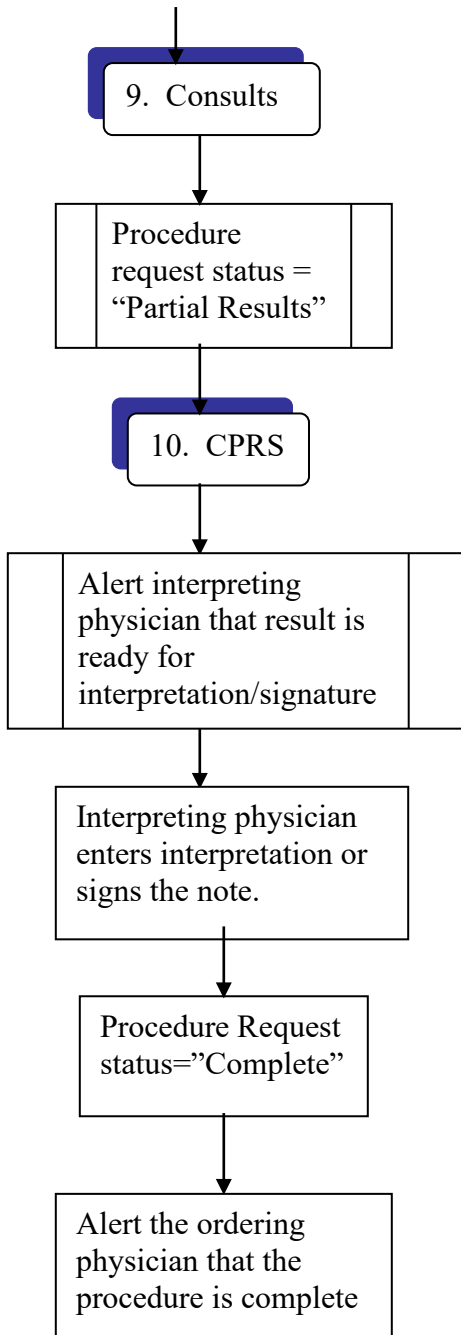 9. Consults
Procedure
request status =
“Partial Results”
10. CPRS
Alert interpreting
physician that result is
ready for
interpretation/signature
Interpreting physician
enters interpretation or
signs the note.
Procedure Request
status=”Complete”
Alert the ordering
physician that the
procedure is complete